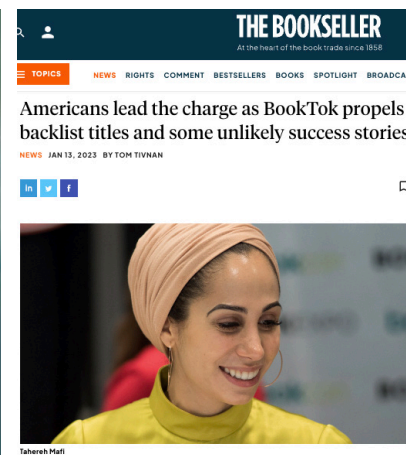 THE BOOKSELLER
At the heart of the book trade since 1858
TOPICS NEWS RIGHTS COMMENT BESTSELLERS BOOKS SPOTLIGHT BROADCA
Americans lead the charge as BookTok propels
backlist titles and some unlikely success stories
NEWS JAN 13, 2023 BY TOM TIVNAN
in f
Tahereh Mafi